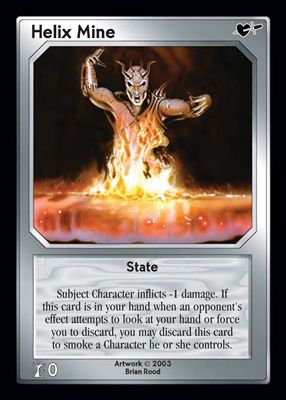 Helix Mine
State
Subject Character inflicts -1 damage. If
this card is in your hand when an opponent's
effect attempts to look at your hand or force
you to discard, you may discard this card
to smoke a Character he or she controls.
0
Artwork © 2003
Brian Rood